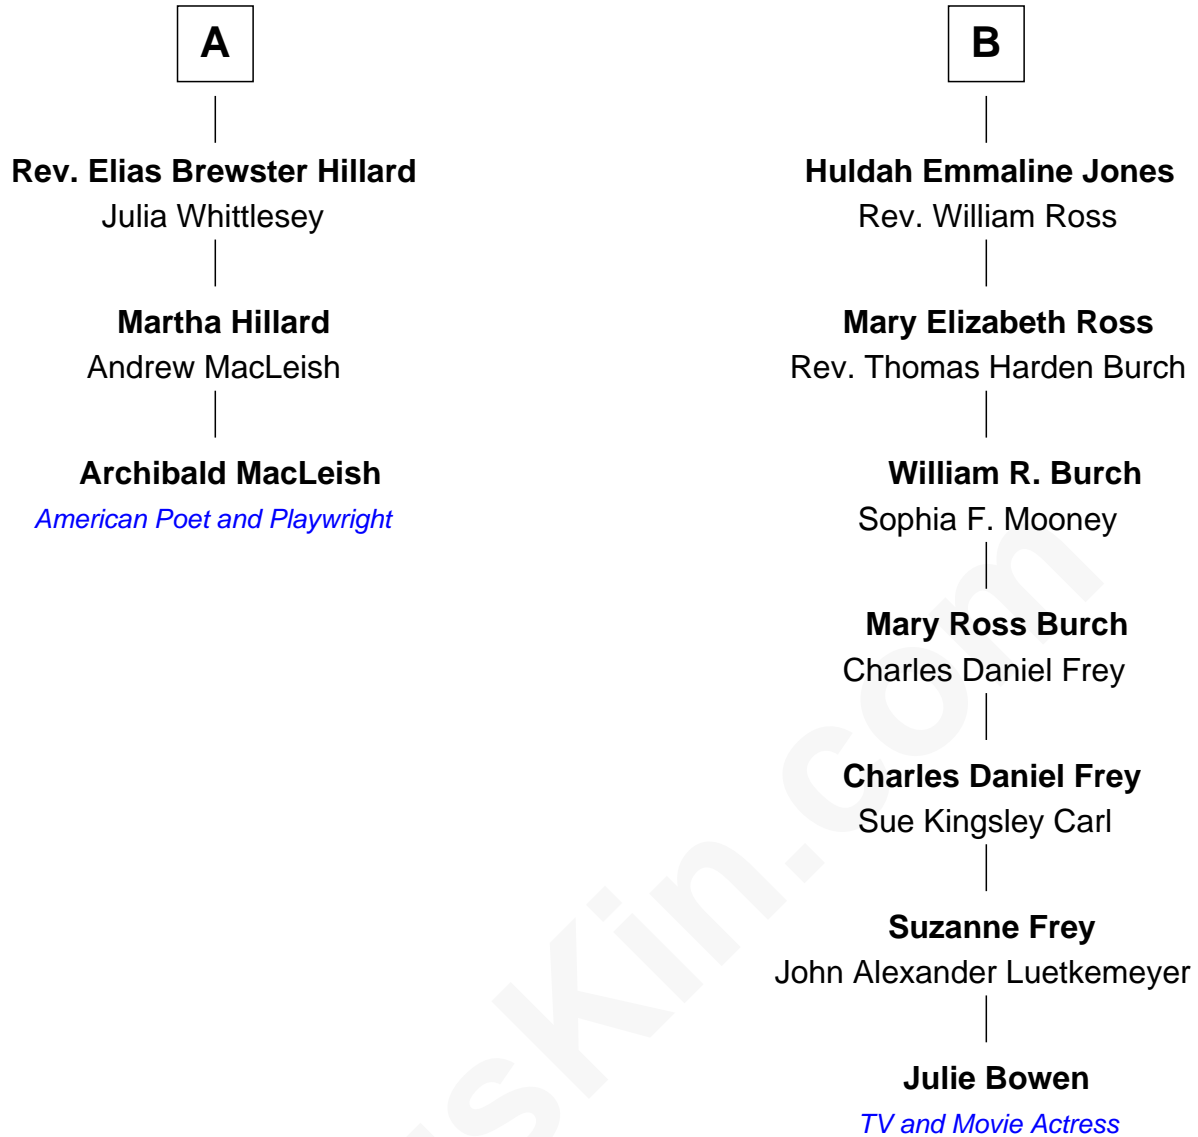 A
Rev. Elias Brewster Hillard
Julia Whittlesey
Martha Hillard
Andrew MacLeish
Archibald MacLeish
American Poet and Playwright
B
Huldah Emmaline Jones
Rev. William Ross
Mary Elizabeth Ross
Rev. Thomas Harden Burch
William R. Burch
Sophia F. Mooney
Mary Ross Burch
Charles Daniel Frey
Charles Daniel Frey
Sue Kingsley Carl
Suzanne Frey
John Alexander Luetkemeyer
Julie Bowen
TV and Movie Actress